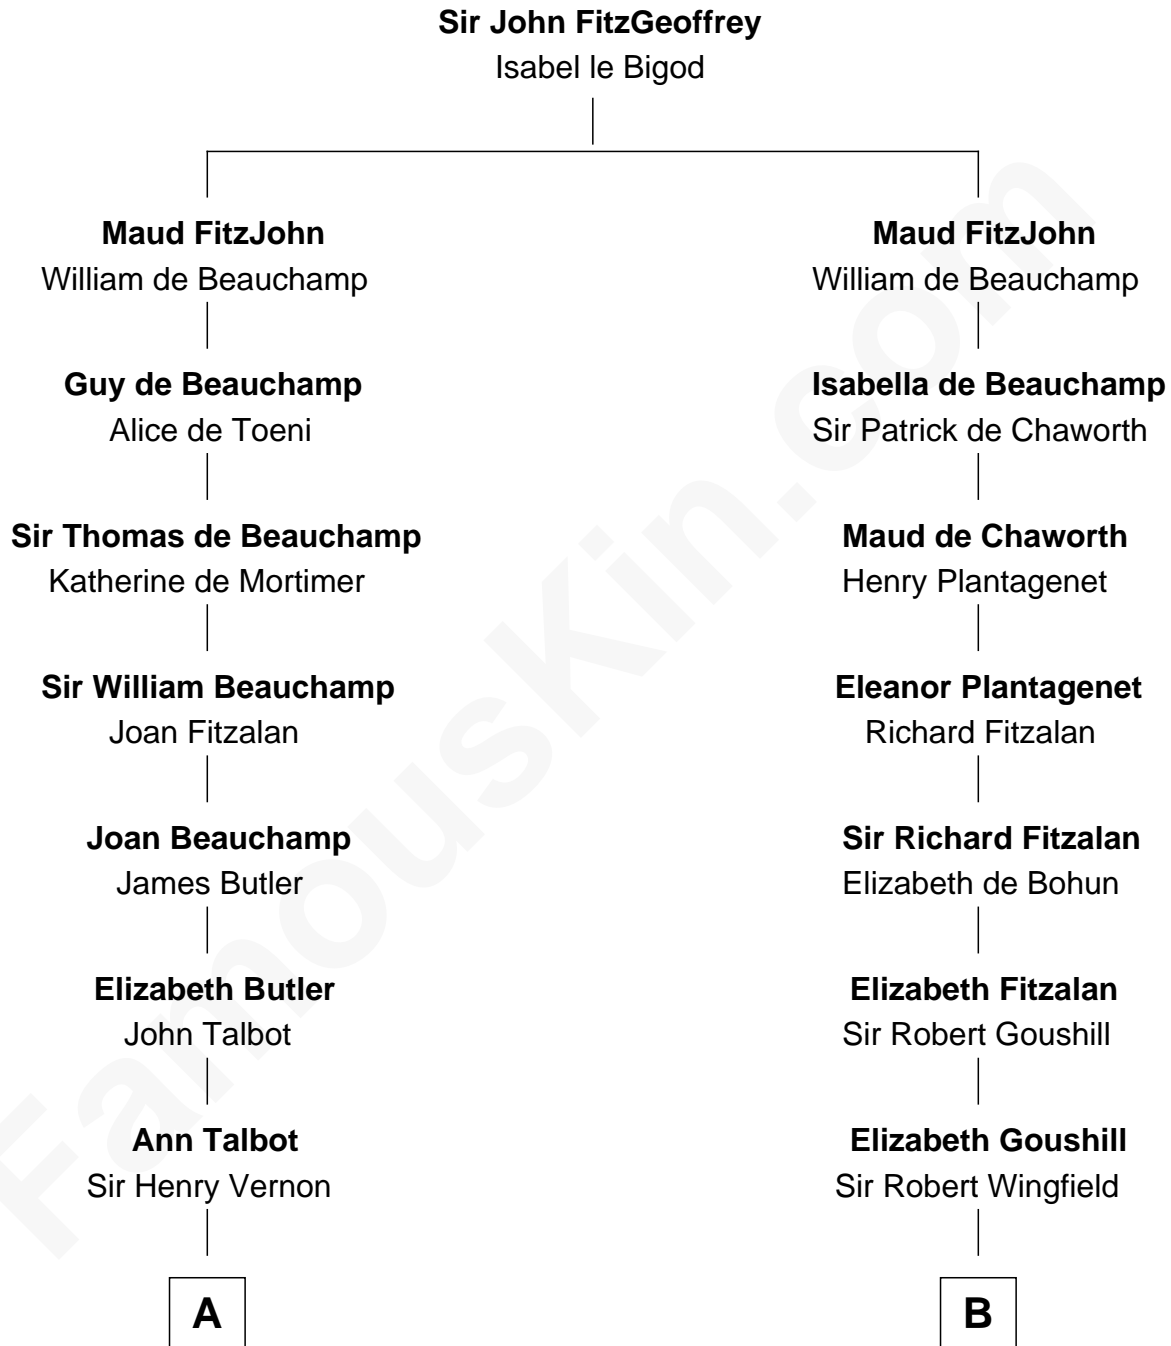 Sir John FitzGeoffrey
Isabel le Bigod
Maud FitzJohn
William de Beauchamp
Maud FitzJohn
William de Beauchamp
Guy de Beauchamp
Alice de Toeni
Isabella de Beauchamp
Sir Patrick de Chaworth
Sir Thomas de Beauchamp
Katherine de Mortimer
Maud de Chaworth
Henry Plantagenet
Sir William Beauchamp
Joan Fitzalan
Eleanor Plantagenet
Richard Fitzalan
Joan Beauchamp
James Butler
Sir Richard Fitzalan
Elizabeth de Bohun
Elizabeth Butler
John Talbot
Elizabeth Fitzalan
Sir Robert Goushill
Ann Talbot
Sir Henry Vernon
Elizabeth Goushill
Sir Robert Wingfield
A
B
FamousKin.com